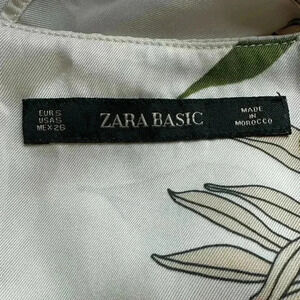 EUR S
USA S
MEX 26
ZARA BASIC
MADE
IN
MOROCCO